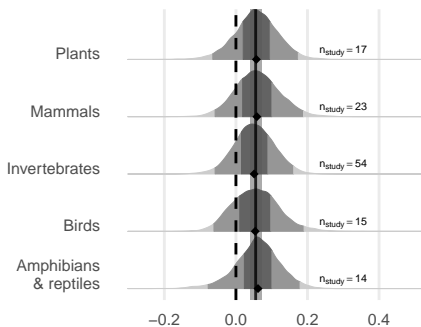 Plants
n_study = 17
Mammals
n_study = 23
Invertebrates
n_study = 54
Birds
n_study = 15
Amphibians
& reptiles
n_study = 14
−0.2 0.0 0.2 0.4